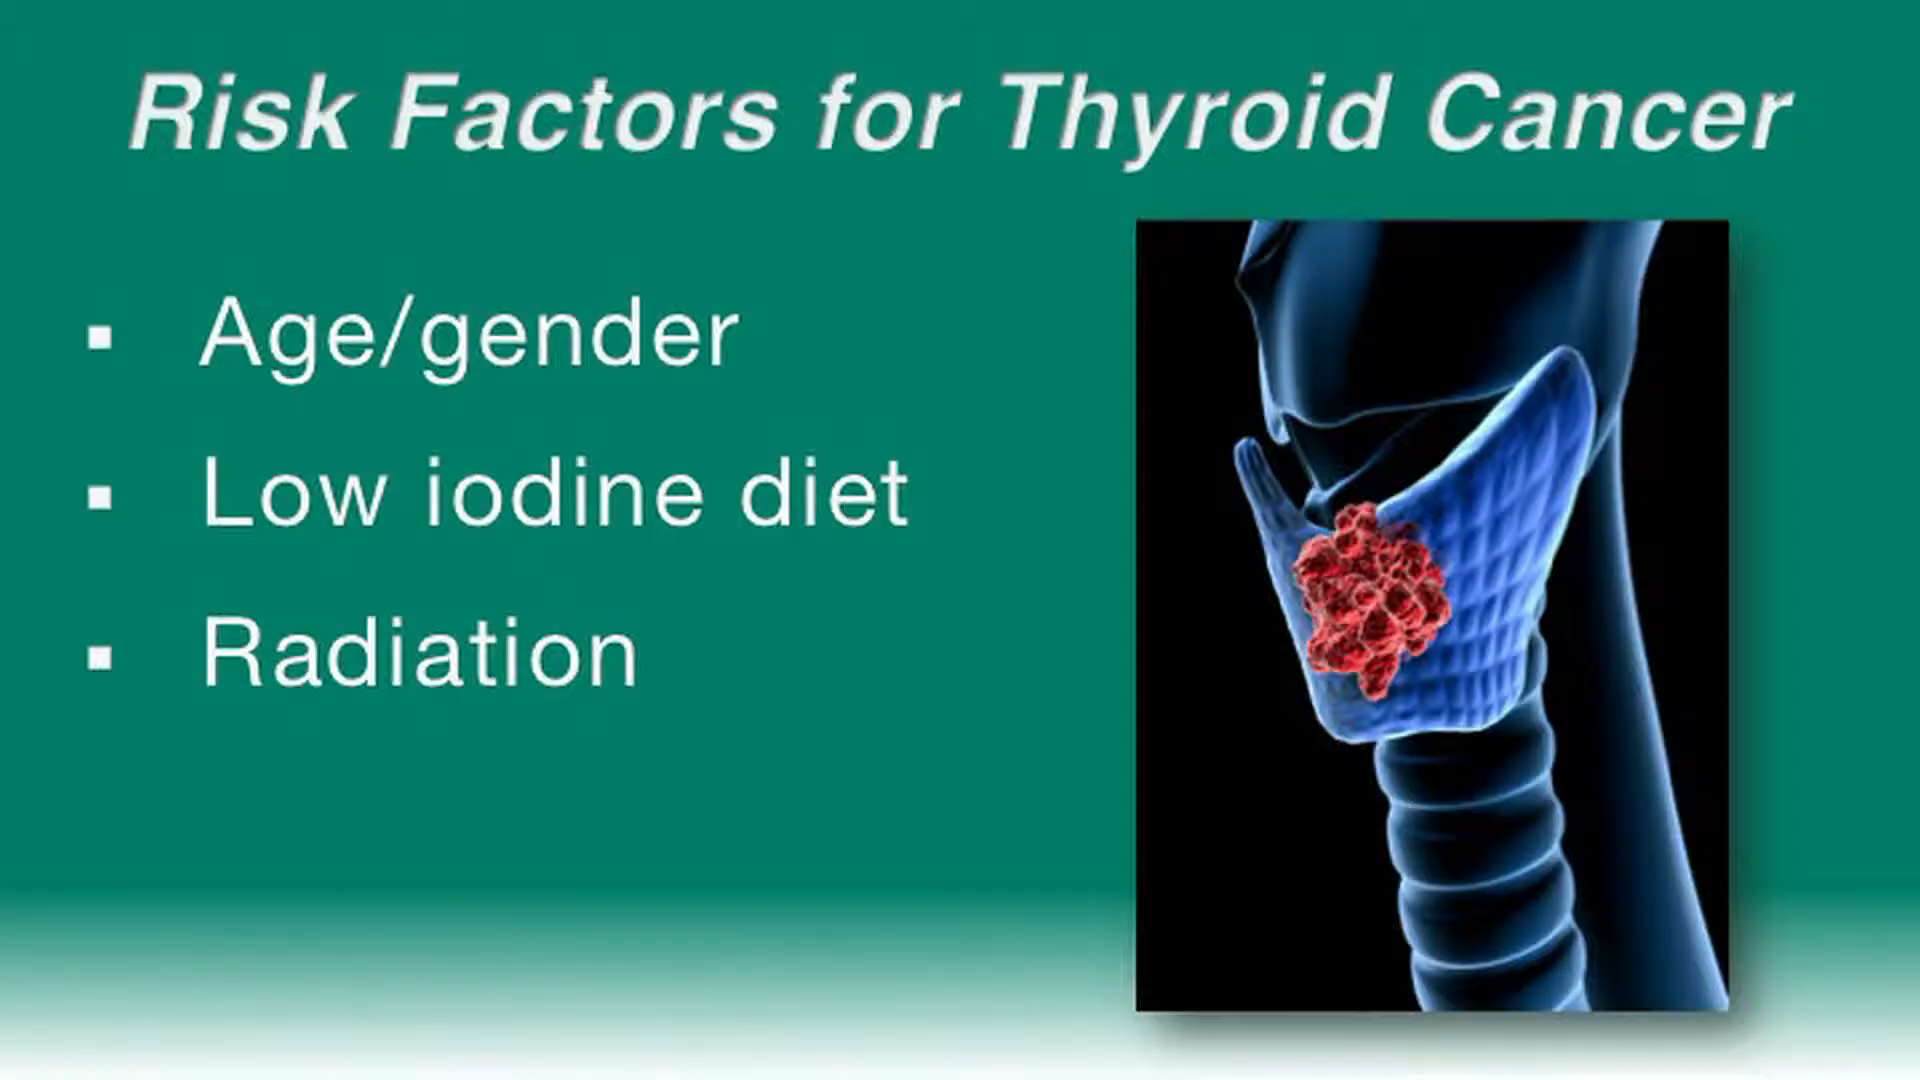 Risk Factors for Thyroid Cancer
▪ Age/gender
▪ Low iodine diet
▪ Radiation